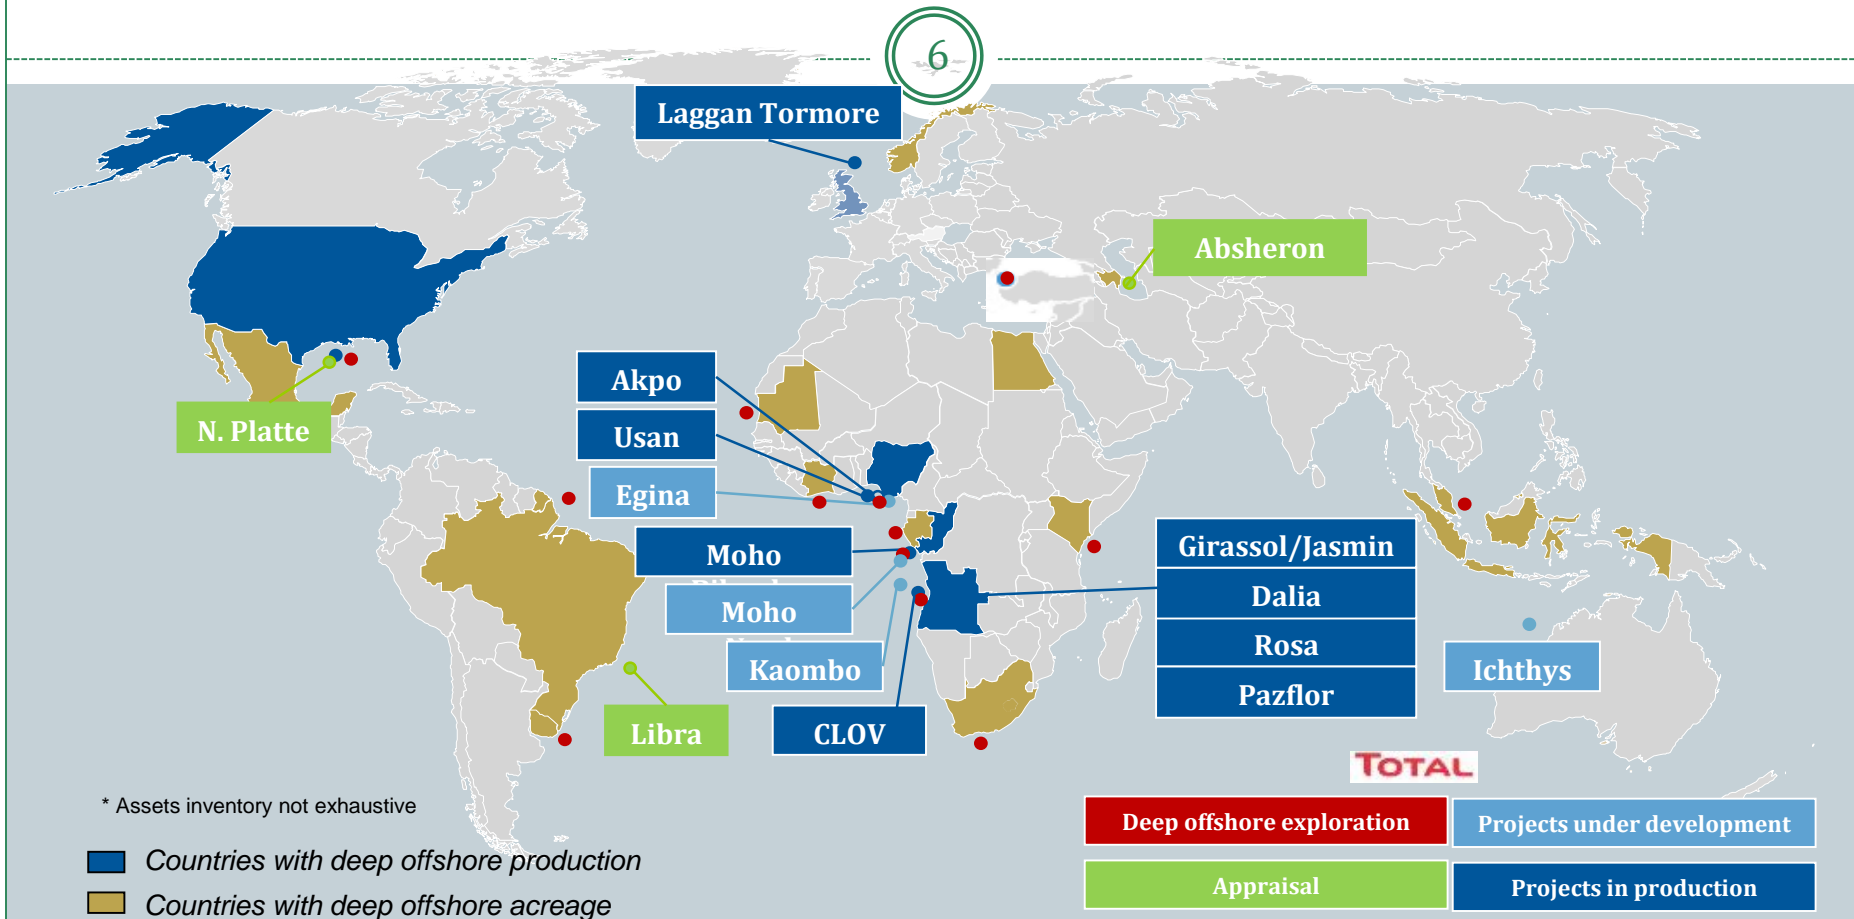 6
Laggan Tormore
Absheron
N. Platte
Akpo
Usan
Egina
Moho
Moho
Kaombo
CLOV
Libra
Girassol/Jasmin
Dalia
Rosa
Pazflor
Ichthys
TOTAL
* Assets inventory not exhaustive
Countries with deep offshore production
Countries with deep offshore acreage
Deep offshore exploration
Projects under development
Appraisal
Projects in production